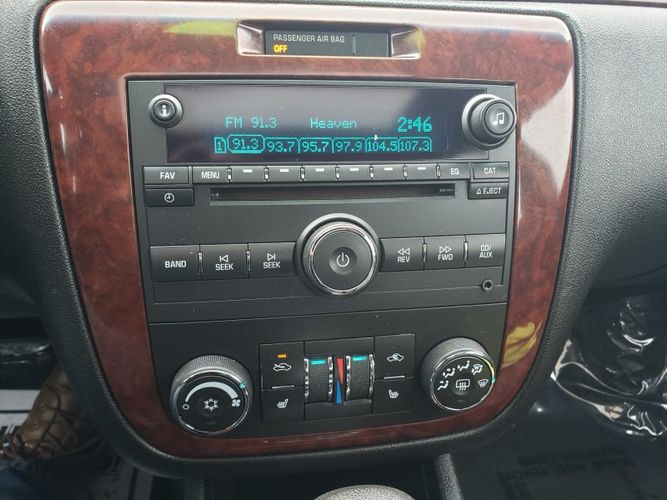 PASSENGER AIR BAG
OFF
FM 91.3 Heaven 2:46
1 91.3 93.7 95.7 97.9 104.5 107.3
FAV MENU EQ CAT
EJECT
BAND SEEK SEEK REV FWD CD/AUX